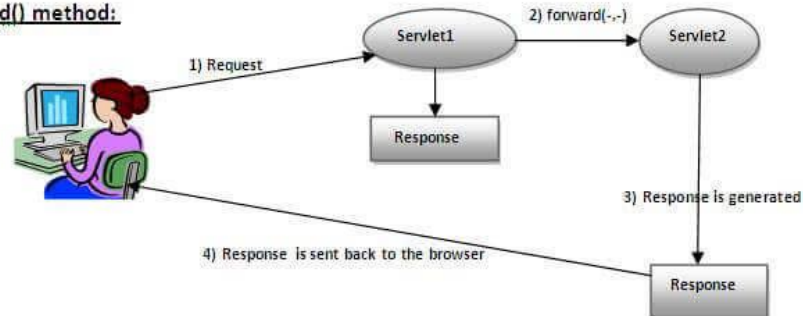 d() method:
2) forward(-,-)
Servlet1
Servlet2
1) Request
Response
3) Response is generated
4) Response is sent back to the browser
Response